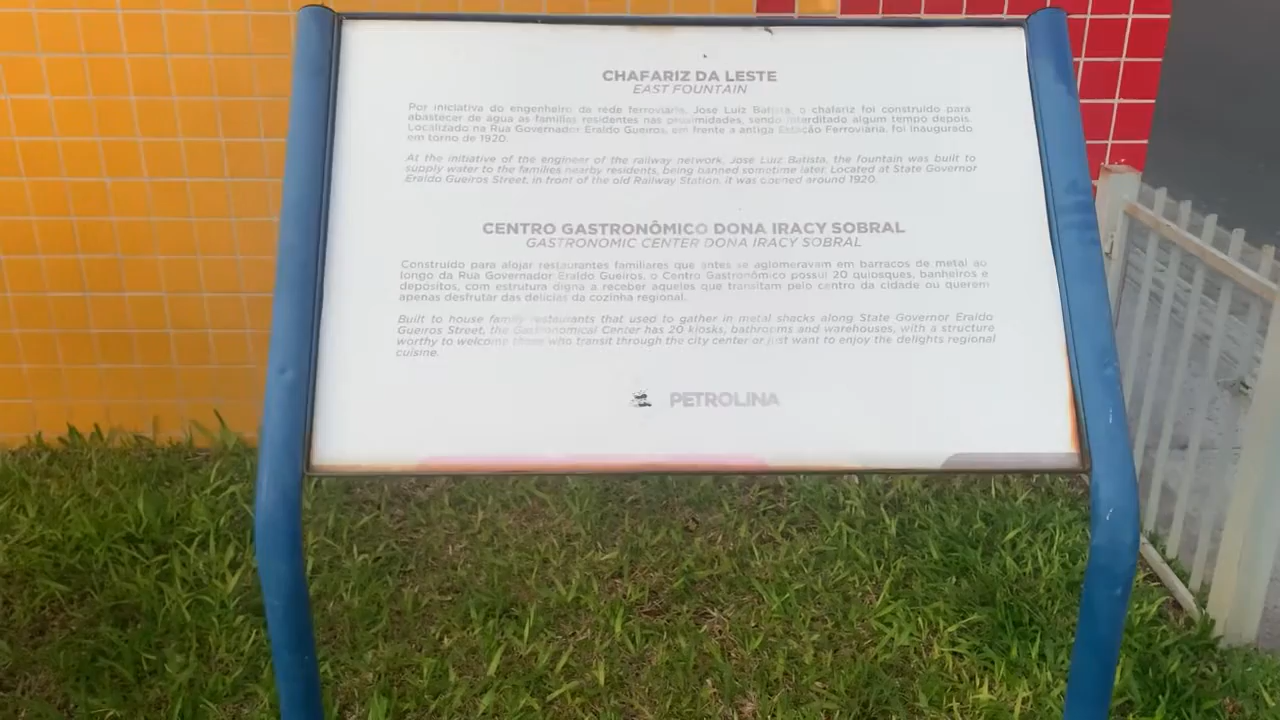 CHAFARIZ DA LESTE
EAST FOUNTAIN
Por iniciativa do engenheiro da rede ferroviaria, José Luiz Batista, o chafariz foi construído para
abastecer de água as famílias residentes nas proximidades, sendo interditado algum tempo depois.
Localizado na Rua Governador Eraldo Gueiros, em frente a antiga Estação Ferroviária, foi inaugurado
em torno de 1920.
At the initiative of the engineer of the railway network, José Luiz Batista, the fountain was built to
supply water to the families nearby residents, being banned sometime later. Located at State Governor
Eraldo Gueiros Street, in front of the old Railway Station, it was opened around 1920.
CENTRO GASTRONÔMICO DONA IRACY SOBRAL
GASTRONOMIC CENTER DONA IRACY SOBRAL
Construído para alojar restaurantes familiares que antes se aglomeravam em barracos de metal ao
longo da Rua Governador Eraldo Gueiros, o Centro Gastronômico possui 20 quiosques, banheiros e
depósitos, com estrutura digna a receber aqueles que transitam pelo centro da cidade ou querem
apenas desfrutar das delícias da cozinha regional.
Built to house family restaurants that used to gather in metal shacks along State Governor Eraldo
Gueiros Street, the Gastronomical Center has 20 kiosks, bathrooms and warehouses, with a structure
worthy to welcome those who transit through the city center or just want to enjoy the delights regional
cuisine.
PETROLINA